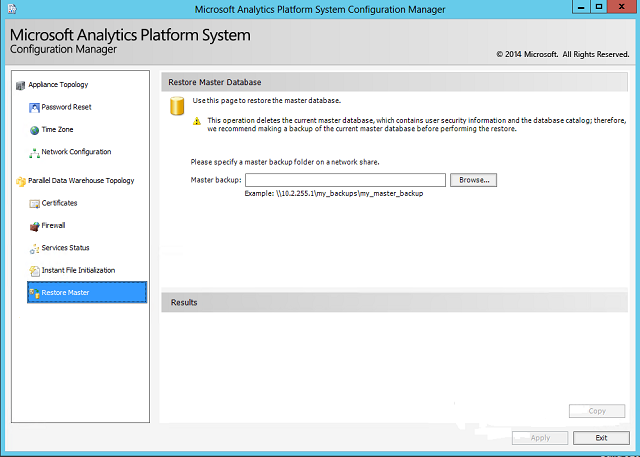 Microsoft Analytics Platform System Configuration Manager
Microsoft Analytics Platform System
Configuration Manager
© 2014 Microsoft. All Rights Reserved.
Appliance Topology
Password Reset
Time Zone
Network Configuration
Parallel Data Warehouse Topology
Certificates
Firewall
Services Status
Instant File Initialization
Restore Master
Restore Master Database
Use this page to restore the master database.
This operation deletes the current master database, which contains user security information and the database catalog; therefore,
we recommend making a backup of the current master database before performing the restore.
Please specify a master backup folder on a network share.
Master backup:
Browse...
Example: \\10.2.255.1\my_backups\my_master_backup
Results
Copy
Apply
Exit